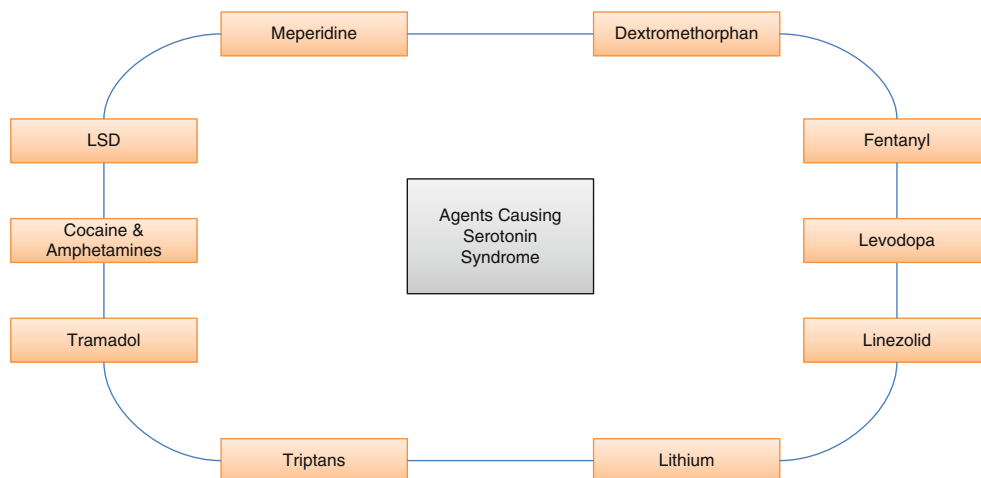 Meperidine
Dextromethorphan
LSD
Fentanyl
Agents Causing
Serotonin
Syndrome
Cocaine &
Amphetamines
Levodopa
Tramadol
Linezolid
Triptans
Lithium